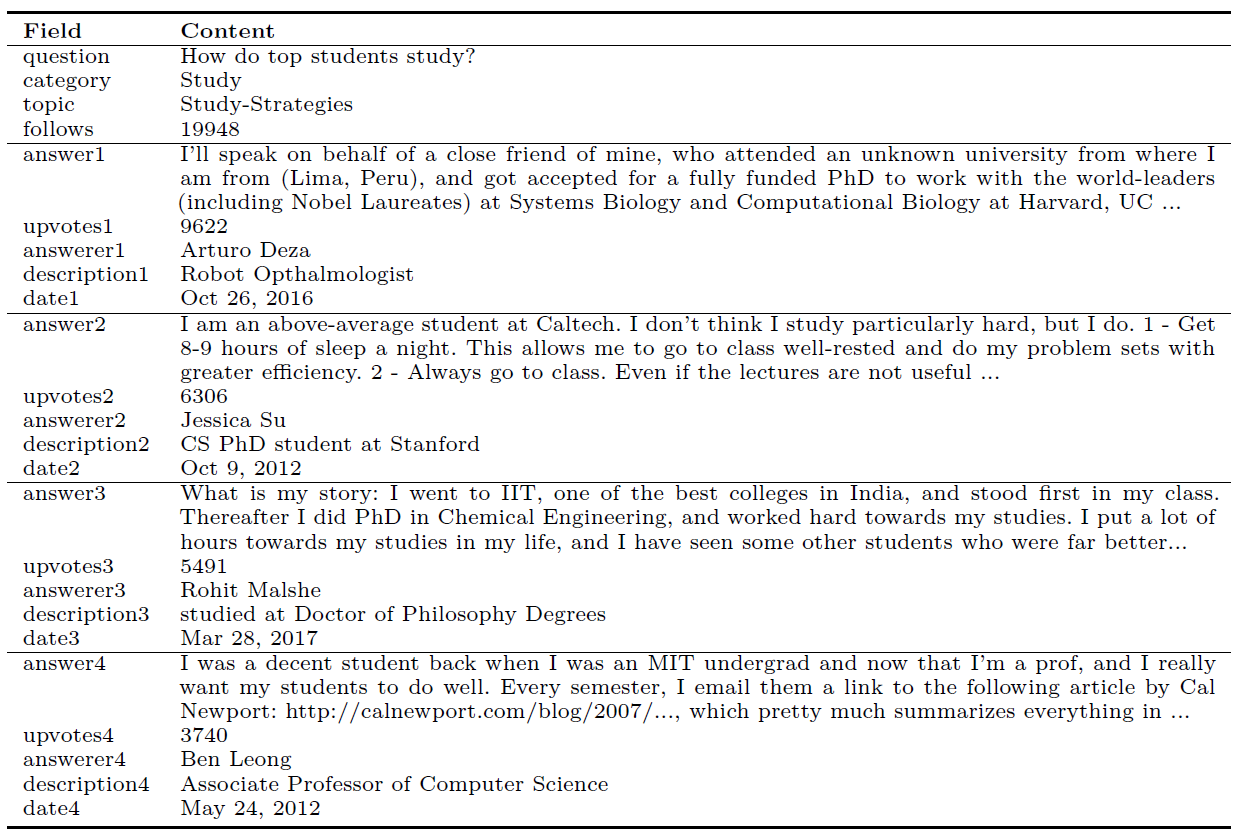 Field Content
question How do top students study?
category Study
topic Study-Strategies
follows 19948
answer1 I'll speak on behalf of a close friend of mine, who attended an unknown university from where I
am from (Lima, Peru), and got accepted for a fully funded PhD to work with the world-leaders
(including Nobel Laureates) at Systems Biology and Computational Biology at Harvard, UC ...
upvotes1 9622
answerer1 Arturo Deza
description1 Robot Opthalmologist
date1 Oct 26, 2016
answer2 I am an above-average student at Caltech. I don't think I study particularly hard, but I do. 1 - Get
8-9 hours of sleep a night. This allows me to go to class well-rested and do my problem sets with
greater efficiency. 2 - Always go to class. Even if the lectures are not useful ...
upvotes2 6306
answerer2 Jessica Su
description2 CS PhD student at Stanford
date2 Oct 9, 2012
answer3 What is my story: I went to IIT, one of the best colleges in India, and stood first in my class.
Thereafter I did PhD in Chemical Engineering, and worked hard towards my studies. I put a lot of
hours towards my studies in my life, and I have seen some other students who were far better...
upvotes3 5491
answerer3 Rohit Malshe
description3 studied at Doctor of Philosophy Degrees
date3 Mar 28, 2017
answer4 I was a decent student back when I was an MIT undergrad and now that I'm a prof, and I really
want my students to do well. Every semester, I email them a link to the following article by Cal
Newport: http://calnewport.com/blog/2007/..., which pretty much summarizes everything in ...
upvotes4 3740
answerer4 Ben Leong
description4 Associate Professor of Computer Science
date4 May 24, 2012